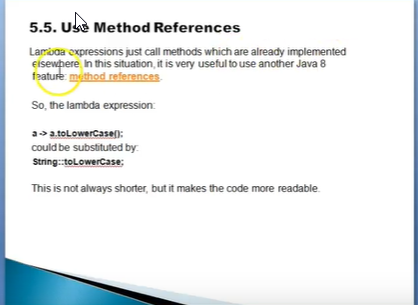 5.5. Use Method References
Lambda expressions just call methods which are already implemented
elsewhere. In this situation, it is very useful to use another Java 8
feature: method references.
So, the lambda expression:
a -> a.toLowerCase();
could be substituted by:
String::toLowerCase;
This is not always shorter, but it makes the code more readable.